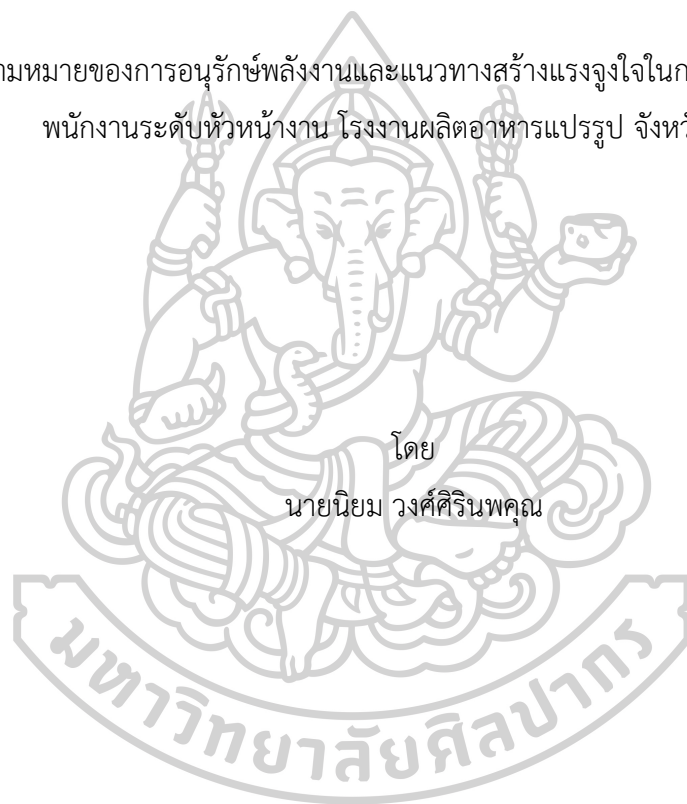 ามหมายของการอนุรักษ์พลังงานและแนวทางสร้างแรงจูงใจในก
พนักงานระดับหัวหน้างาน โรงงานผลิตอาหารแปรรูป จังหวั
โดย
นายนิยม วงศ์ศิรินพคุณ
มหาวิทยาลัยศิลปากร